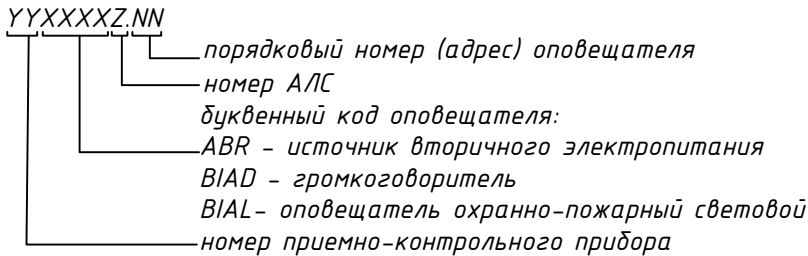 YYXXXXZ.NN
порядковый номер (адрес) оповещателя
номер АЛС
буквенный код оповещателя:
ABR - источник вторичного электропитания
BIAD - громкоговоритель
BIAL- оповещатель охранно-пожарный световой
номер приемно-контрольного прибора